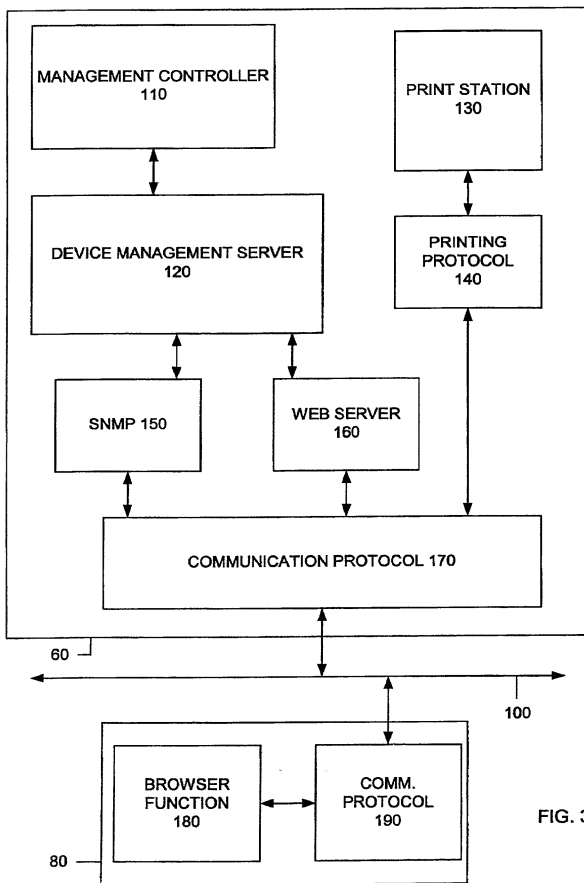 MANAGEMENT CONTROLLER
110
PRINT STATION
130
DEVICE MANAGEMENT SERVER
120
PRINTING
PROTOCOL
140
SNMP 150
WEB SERVER
160
COMMUNICATION PROTOCOL 170
60
100
BROWSER
FUNCTION
180
COMM.
PROTOCOL
190
80
FIG. 3